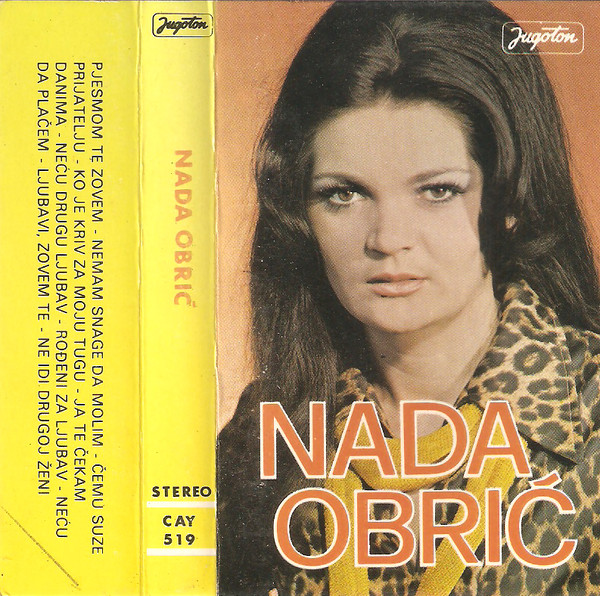 PJESMOM TE ZOVEM - NEMAM SNAGE DA MOLIM - ČEMU SUZE
PRIJATELJU - KO JE KRIV ZA MOJU TUGU - JA TE ČEKAM
DANIMA - NEĆU DRUGU LJUBAV - ROĐENI ZA LJUBAV - NEĆU
DA PLAČEM - LJUBAVI, ZOVEM TE - NE IDI DRUGOJ ŽENI
Jugoton
NADA OBRIĆ
STEREO
CAY
519
Jugoton
NADA
OBRIĆ